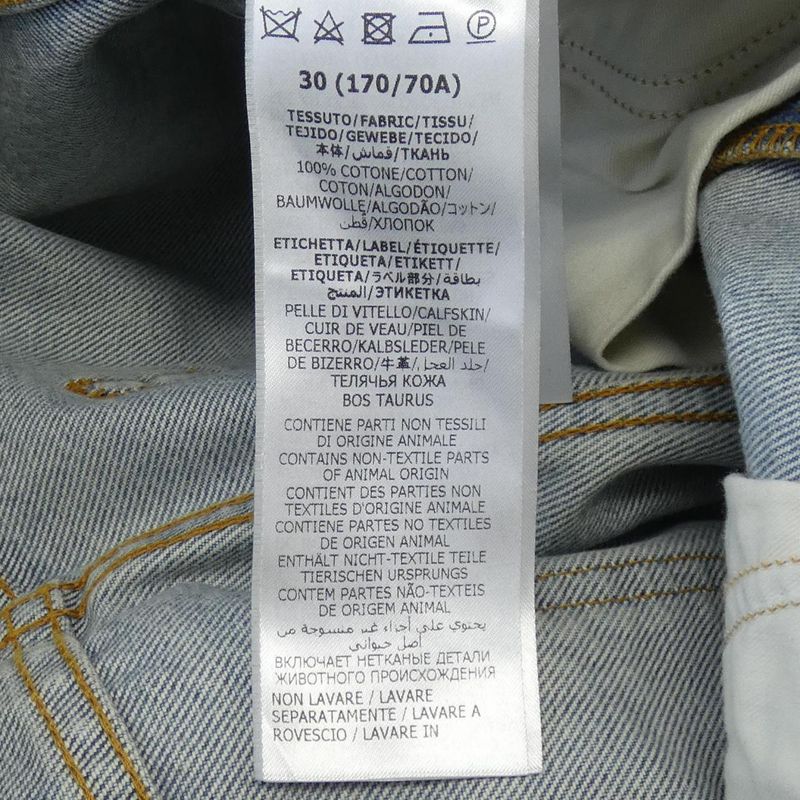 P
30 (170/70A)
TESSUTO/FABRIC/TISSU/
TEJIDO/GEWEBE/TECIDO/
本体/قماش/ТКАНЬ
100% COTONE/COTTON/
COTON/ALGODON/
BAUMWOLLE/ALGODÃO/コットン/
قطن/ХЛОПОК
ETICHETTA/LABEL/ÉTIQUETTE/
ETIQUETA/ETIKETT/
ETIQUETA/ラベル部分/بطاقة
المنتج/ЭТИКЕТКА
PELLE DI VITELLO/CALFSKIN/
CUIR DE VEAU/PIEL DE
BECERRO/KALBSLEDER/PELE
DE BIZERRO/牛革/جلد العجل/
ТЕЛЯЧЬЯ КОЖА
BOS TAURUS
CONTIENE PARTI NON TESSILI
DI ORIGINE ANIMALE
CONTAINS NON-TEXTILE PARTS
OF ANIMAL ORIGIN
CONTIENT DES PARTIES NON
TEXTILES D'ORIGINE ANIMALE
CONTIENE PARTES NO TEXTILES
DE ORIGEN ANIMAL
ENTHÄLT NICHT-TEXTILE TEILE
TIERISCHEN URSPRUNGS
CONTEM PARTES NÃO-TEXTEIS
DE ORIGEM ANIMAL
يحتوي علي أجزاء غير منسوجة من
أصل حيواني
ВКЛЮЧАЕТ НЕТКАНЫЕ ДЕТАЛИ
ЖИВОТНОГО ПРОИСХОЖДЕНИЯ
NON LAVARE / LAVARE
SEPARATAMENTE / LAVARE A
ROVESCIO / LAVARE IN